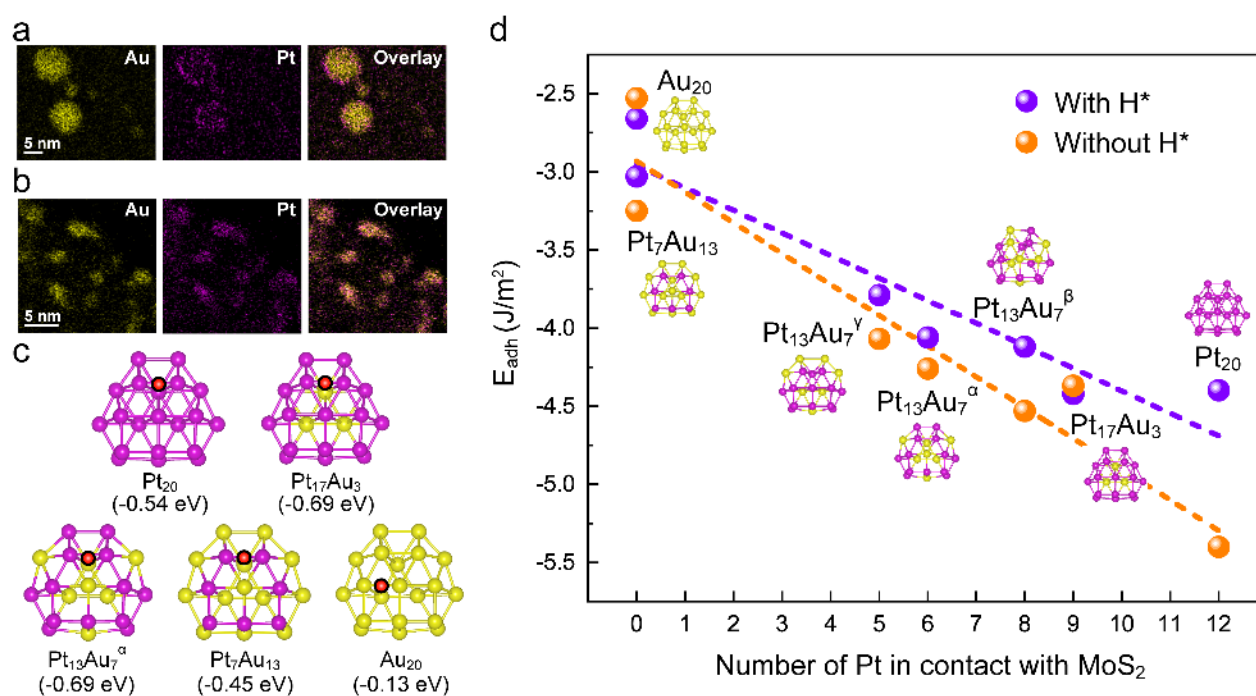 a
Au
Pt
Overlay
5 nm
b
Au
Pt
Overlay
5 nm
c
Pt₂₀
(-0.54 eV)
Pt₁₇Au₃
(-0.69 eV)
Pt₁₃Au₇ᵅ
(-0.69 eV)
Pt₇Au₁₃
(-0.45 eV)
Au₂₀
(-0.13 eV)
d
E_adh (J/m²)
-2.5
-3.0
-3.5
-4.0
-4.5
-5.0
-5.5
Au₂₀
With H*
Without H*
Pt₇Au₁₃
Pt₁₃Au₇ᵞ
Pt₁₃Au₇ᵅ
Pt₁₃Au₇ᵝ
Pt₁₇Au₃
Pt₂₀
0 1 2 3 4 5 6 7 8 9 10 11 12
Number of Pt in contact with MoS₂